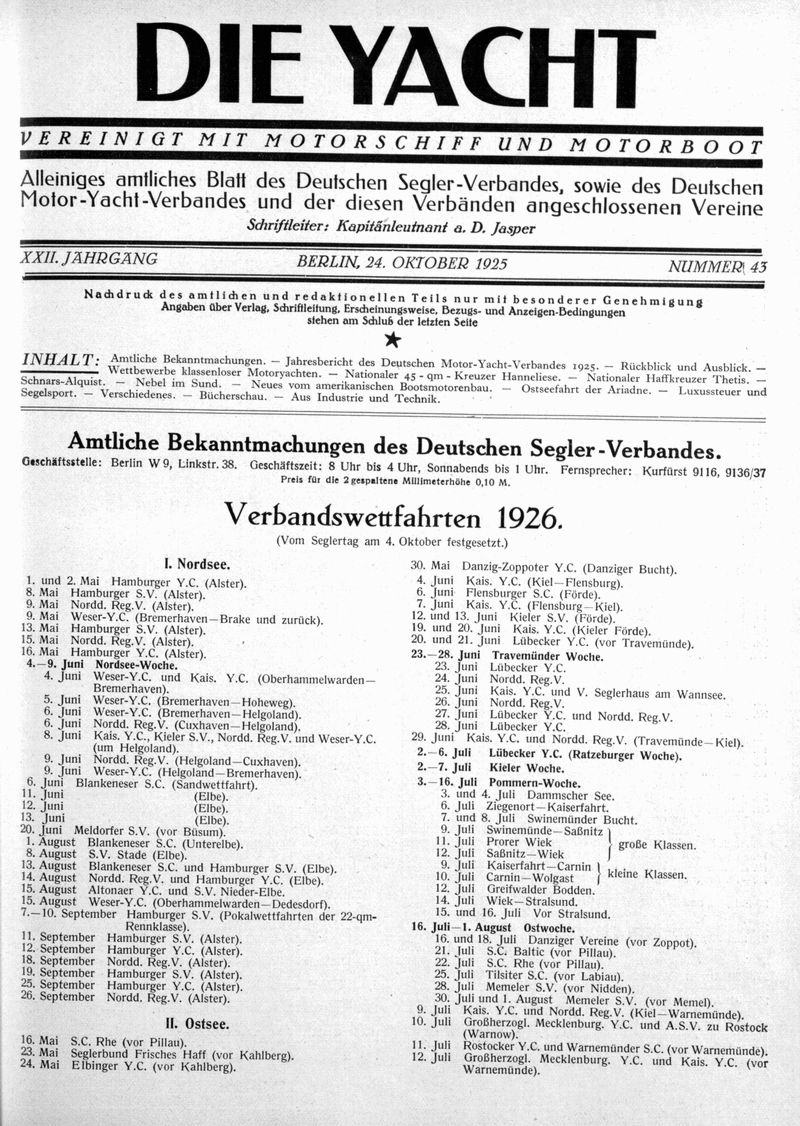 DIE YACHT
VEREINIGT MIT MOTORSCHIFF UND MOTORBOOT
Alleiniges amtliches Blatt des Deutschen Segler-Verbandes, sowie des Deutschen
Motor-Yacht-Verbandes und der diesen Verbänden angeschlossenen Vereine
Schriftleiter: Kapitänleutnant a. D. Jasper
XXII. JAHRGANG BERLIN, 24. OKTOBER 1925 NUMMER 43
Nachdruck des amtlichen und redaktionellen Teils nur mit besonderer Genehmigung
Angaben über Verlag, Schriftleitung, Erscheinungsweise, Bezugs- und Anzeigen-Bedingungen
stehen am Schluß der letzten Seite
INHALT: Amtliche Bekanntmachungen. — Jahresbericht des Deutschen Motor-Yacht-Verbandes 1925. — Rückblick und Ausblick. —
Wettbewerbe klassenloser Motoryachten. — Nationaler 45-qm-Kreuzer Hanneliese. — Nationaler Haffkreuzer Thetis. —
Schnars-Alquist. — Nebel im Sund. — Neues vom amerikanischen Bootsmotorenbau. — Ostseefahrt der Ariadne. — Luxussteuer und
Segelsport. — Verschiedenes. — Bücherschau. — Aus Industrie und Technik.
Amtliche Bekanntmachungen des Deutschen Segler-Verbandes.
Geschäftsstelle: Berlin W 9, Linkstr. 38. Geschäftszeit: 8 Uhr bis 4 Uhr, Sonnabends bis 1 Uhr. Fernsprecher: Kurfürst 9116, 9136/37
Preis für die 2 gespaltene Millimeterhöhe 0,10 M.
Verbandswettfahrten 1926.
(Vom Seglertag am 4. Oktober festgesetzt.)
I. Nordsee.
1. und 2. Mai Hamburger Y.C. (Alster).
8. Mai Hamburger S.V. (Alster).
9. Mai Nordd. Reg.V. (Alster).
9. Mai Weser-Y.C. (Bremerhaven—Brake und zurück).
13. Mai Hamburger S.V. (Alster).
15. Mai Nordd. Reg.V. (Alster).
16. Mai Hamburger Y.C. (Alster).
4.—9. Juni Nordsee-Woche.
4. Juni Weser-Y.C. und Kais. Y.C. (Oberhammelwarden—
Bremerhaven).
5. Juni Weser-Y.C. (Bremerhaven—Hoheweg).
6. Juni Weser-Y.C. (Bremerhaven—Helgoland).
6. Juni Nordd. Reg.V. (Cuxhaven—Helgoland).
8. Juni Kais. Y.C., Kieler S.V., Nordd. Reg.V. und Weser-Y.C.
(um Helgoland).
9. Juni Nordd. Reg.V. (Helgoland—Cuxhaven).
9. Juni Weser-Y.C. (Helgoland—Bremerhaven).
6. Juni Blankeneser S.C. (Sandwettfahrt).
11. Juni (Elbe).
12. Juni (Elbe).
13. Juni (Elbe).
20. Juni Meldorfer S.V. (vor Büsum).
1. August Blankeneser S.C. (Unterelbe).
8. August S.V. Stade (Elbe).
13. August Blankeneser S.C. und Hamburger S.V. (Elbe).
14. August Nordd. Reg.V. und Hamburger Y.C. (Elbe).
15. August Altonaer Y.C. und S.V. Nieder-Elbe.
15. August Weser-Y.C. (Oberhammelwarden—Dedesdorf).
7.—10. September Hamburger S.V. (Pokalwettfahrten der 22-qm-
Rennklasse).
11. September Hamburger S.V. (Alster).
12. September Hamburger Y.C. (Alster).
18. September Nordd. Reg.V. (Alster).
19. September Hamburger S.V. (Alster).
25. September Hamburger Y.C. (Alster).
26. September Nordd. Reg.V. (Alster).
II. Ostsee.
16. Mai S.C. Rhe (vor Pillau).
23. Mai Seglerbund Frisches Haff (vor Kahlberg).
24. Mai Elbinger Y.C. (vor Kahlberg).
30. Mai Danzig-Zoppoter Y.C. (Danziger Bucht).
4. Juni Kais. Y.C. (Kiel—Flensburg).
6. Juni Flensburger S.C. (Förde).
7. Juni Kais. Y.C. (Flensburg—Kiel).
12. und 13. Juni Kieler S.V. (Förde).
19. und 20. Juni Kais. Y.C. (Kieler Förde).
20. und 21. Juni Lübecker Y.C. (vor Travemünde).
23.—28. Juni Travemünder Woche.
23. Juni Lübecker Y.C.
24. Juni Nordd. Reg.V.
25. Juni Kais. Y.C. und V. Seglerhaus am Wannsee.
26. Juni Nordd. Reg.V.
27. Juni Lübecker Y.C. und Nordd. Reg.V.
28. Juni Lübecker Y.C.
29. Juni Kais. Y.C. und Nordd. Reg.V. (Travemünde—Kiel).
2.—6. Juli Lübecker Y.C. (Ratzeburger Woche).
2.—7. Juli Kieler Woche.
3.—16. Juli Pommern-Woche.
3. und 4. Juli Dammscher See.
6. Juli Ziegenort—Kaiserfahrt.
7. und 8. Juli Swinemünder Bucht.
9. Juli Swinemünde—Saßnitz
11. Juli Prorer Wiek große Klassen.
12. Juli Saßnitz—Wiek
9. Juli Kaiserfahrt—Carnin
10. Juli Carnin—Wolgast kleine Klassen.
12. Juli Greifwalder Bodden.
14. Juli Wiek—Stralsund.
15. und 16. Juli Vor Stralsund.
16. Juli—1. August Ostwoche.
16. und 18. Juli Danziger Vereine (vor Zoppot).
21. Juli S.C. Baltic (vor Pillau).
22. Juli S.C. Rhe (vor Pillau).
25. Juli Tilsiter S.C. (vor Labiau).
28. Juli Memeler S.V. (vor Nidden).
30. Juli und 1. August Memeler S.V. (vor Memel).
9. Juli Kais. Y.C. und Nordd. Reg.V. (Kiel—Warnemünde).
10. Juli Großherzogl. Mecklenburg. Y.C. und A.S.V. zu Rostock
(Warnow).
11. Juli Rostocker Y.C. und Warnemünder S.C. (vor Warnemünde).
12. Juli Großherzogl. Mecklenburg. Y.C. und Kais. Y.C. (vor
Warnemünde).